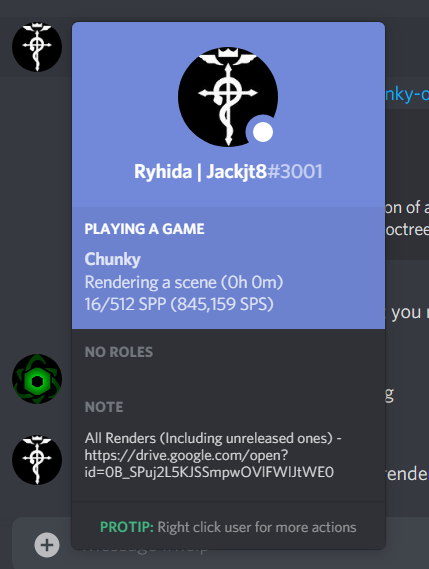 nky-o
Ryhida | Jackjt8#3001
on of a
octree
PLAYING A GAME
Chunky
Rendering a scene (0h 0m)
16/512 SPP (845,159 SPS)
you r
NO ROLES
g
NOTE
All Renders (Including unreleased ones) -
https://drive.google.com/open?
id=0B_SPuj2L5KJSSmpwOVlFWlJtWE0
rende
PROTIP: Right click user for more actions